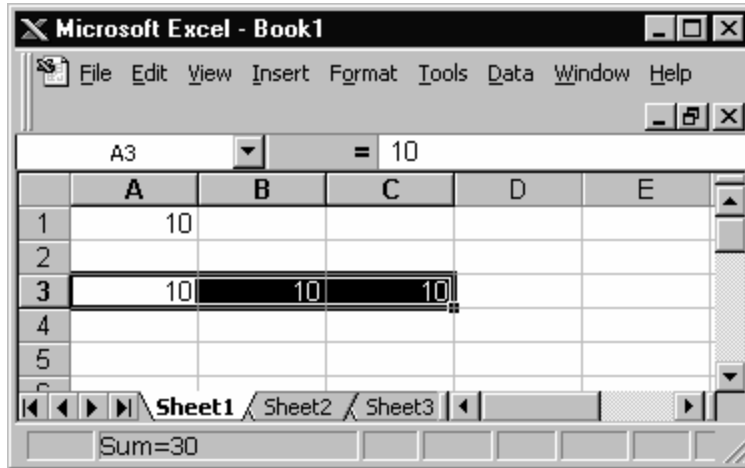 Microsoft Excel - Book1
File Edit View Insert Format Tools Data Window Help
A3 = 10
A B C D E
1 10
2
3 10 10 10
4
5
Sheet1 Sheet2 Sheet3
Sum=30